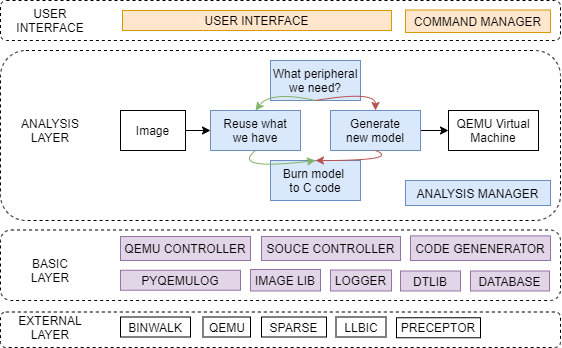 USER
INTERFACE
USER INTERFACE
COMMAND MANAGER
ANALYSIS
LAYER
What peripheral
we need?
Image
Reuse what
we have
Generate
new model
QEMU Virtual
Machine
Burn model
to C code
ANALYSIS MANAGER
BASIC
LAYER
QEMU CONTROLLER
SOUCE CONTROLLER
CODE GENENERATOR
PYQEMULOG
IMAGE LIB
LOGGER
DTLIB
DATABASE
EXTERNAL
LAYER
BINWALK
QEMU
SPARSE
LLBIC
PRECEPTOR